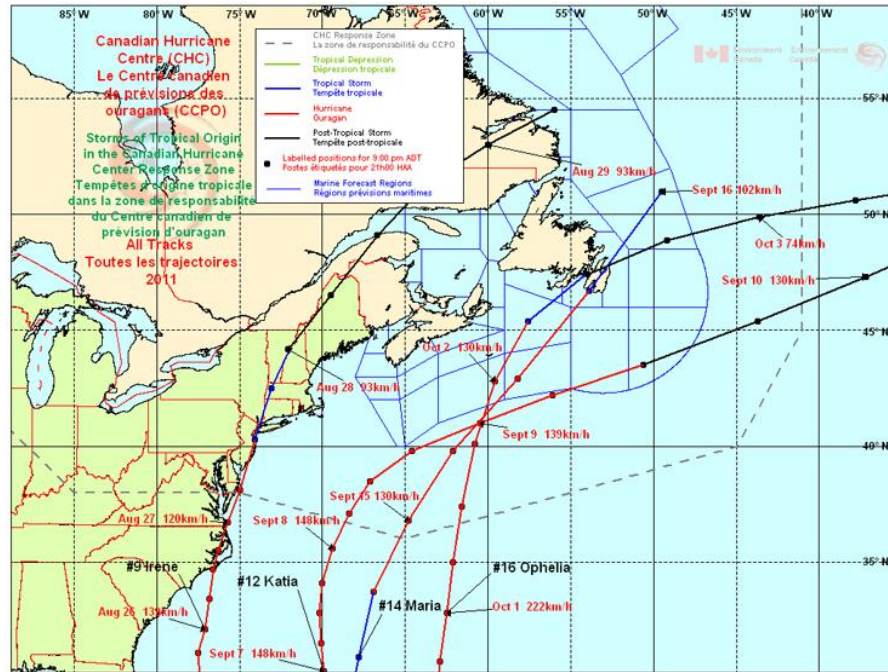 85°W 80°W 75°W 70°W 65°W 60°W 55°W 50°W 45°W 40°W
Canadian Hurricane
Centre (CHC)
Le Centre canadien
de prévisions des
ouragans (CCPO)
Storms of Tropical Origin
in the Canadian Hurricane
Center Response Zone
Tempêtes d'origine tropicale
dans la zone de responsabilité
du Centre canadien de
prévision d'ouragan
All Tracks
Toutes les trajectoires
2011
CHC Response Zone
La zone de responsabilité du CCPO
Tropical Depression
Dépression tropicale
Tropical Storm
Tempête tropicale
Hurricane
Ouragan
Post-Tropical Storm
Tempête post-tropicale
Labelled positions for 9:00 pm ADT
Postes étiquetés pour 21h00 HAA
Marine Forecast Regions
Régions prévisions maritimes
Environment
Canada
Environnement
Canada
55°N
50°N
45°N
40°N
35°N
Aug 29 93km/h
Sept 16 102km/h
Oct 3 74km/h
Sept 10 130km/h
Oct 2 130km/h
Aug 28 93km/h
Sept 9 139km/h
Sept 15 130km/h
Aug 27 120km/h
Sept 8 148km/h
#9 Irene
#12 Katia
#16 Ophelia
#14 Maria
Aug 26 139km/h
Oct 1 222km/h
Sept 7 148km/h